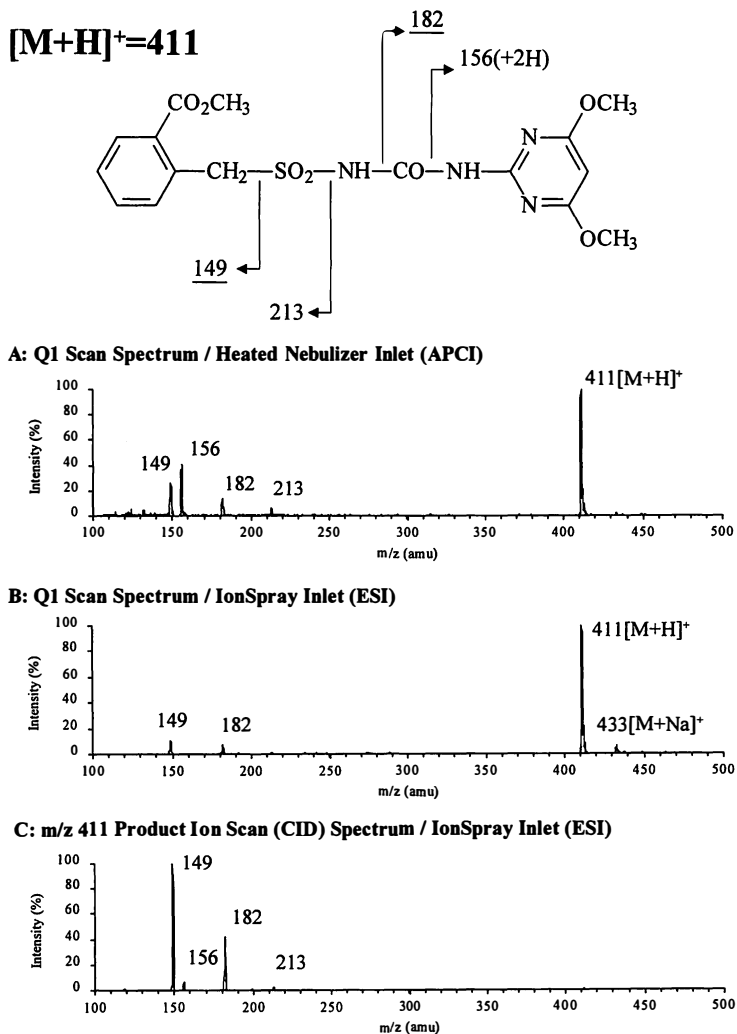 [M+H]⁺=411
182
156(+2H)
CO₂CH₃
OCH₃
N
CH₂—SO₂—NH—CO—NH
N
OCH₃
149
213
A: Q1 Scan Spectrum / Heated Nebulizer Inlet (APCI)
Intensity (%)
100
80
60
40
20
0
149
156
182
213
411[M+H]⁺
100 150 200 250 300 350 400 450 500
m/z (amu)
B: Q1 Scan Spectrum / IonSpray Inlet (ESI)
Intensity (%)
100
80
60
40
20
0
149
182
411[M+H]⁺
433[M+Na]⁺
100 150 200 250 300 350 400 450 500
m/z (amu)
C: m/z 411 Product Ion Scan (CID) Spectrum / IonSpray Inlet (ESI)
Intensity (%)
100
80
60
40
20
0
149
156
182
213
100 150 200 250 300 350 400 450 500
m/z (amu)